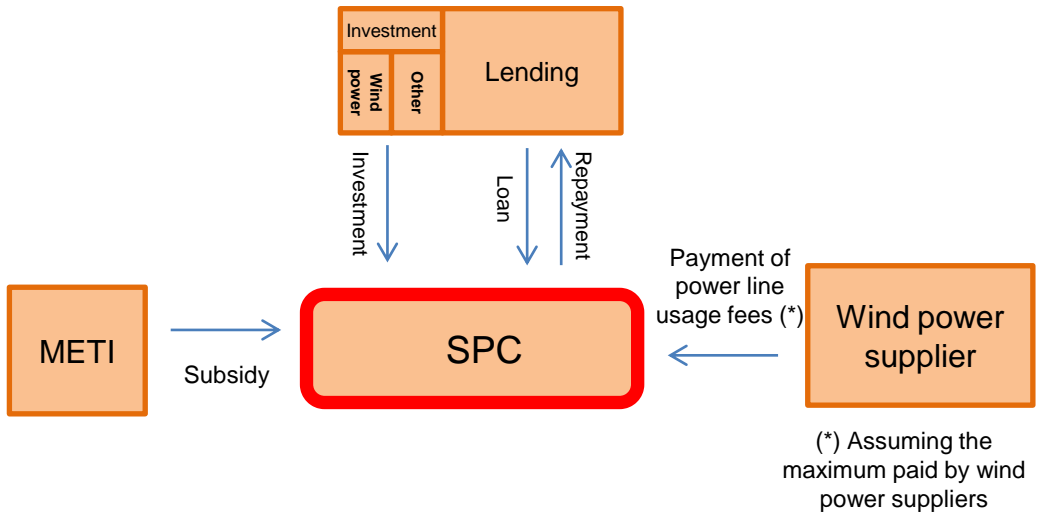 Investment
Wind
power
Other
Lending
Investment
Loan
Repayment
METI
Subsidy
SPC
Payment of
power line
usage fees (*)
Wind power
supplier
(*) Assuming the
maximum paid by wind
power suppliers